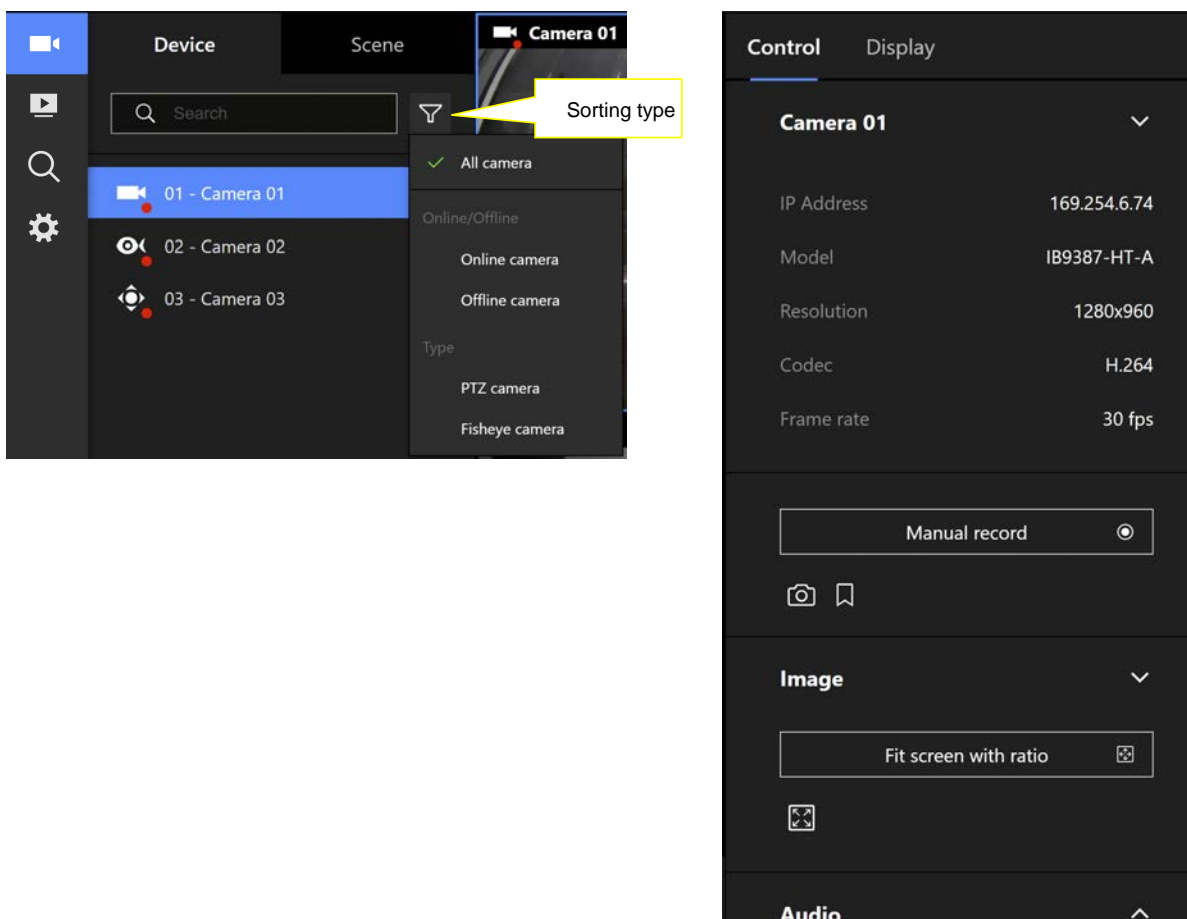 Device
Scene
Camera 01
Search
Sorting type
All camera
01 - Camera 01
Online/Offline
02 - Camera 02
Online camera
03 - Camera 03
Offline camera
Type
PTZ camera
Fisheye camera
Control
Display
Camera 01
IP Address 169.254.6.74
Model IB9387-HT-A
Resolution 1280x960
Codec H.264
Frame rate 30 fps
Manual record
Image
Fit screen with ratio
Audio